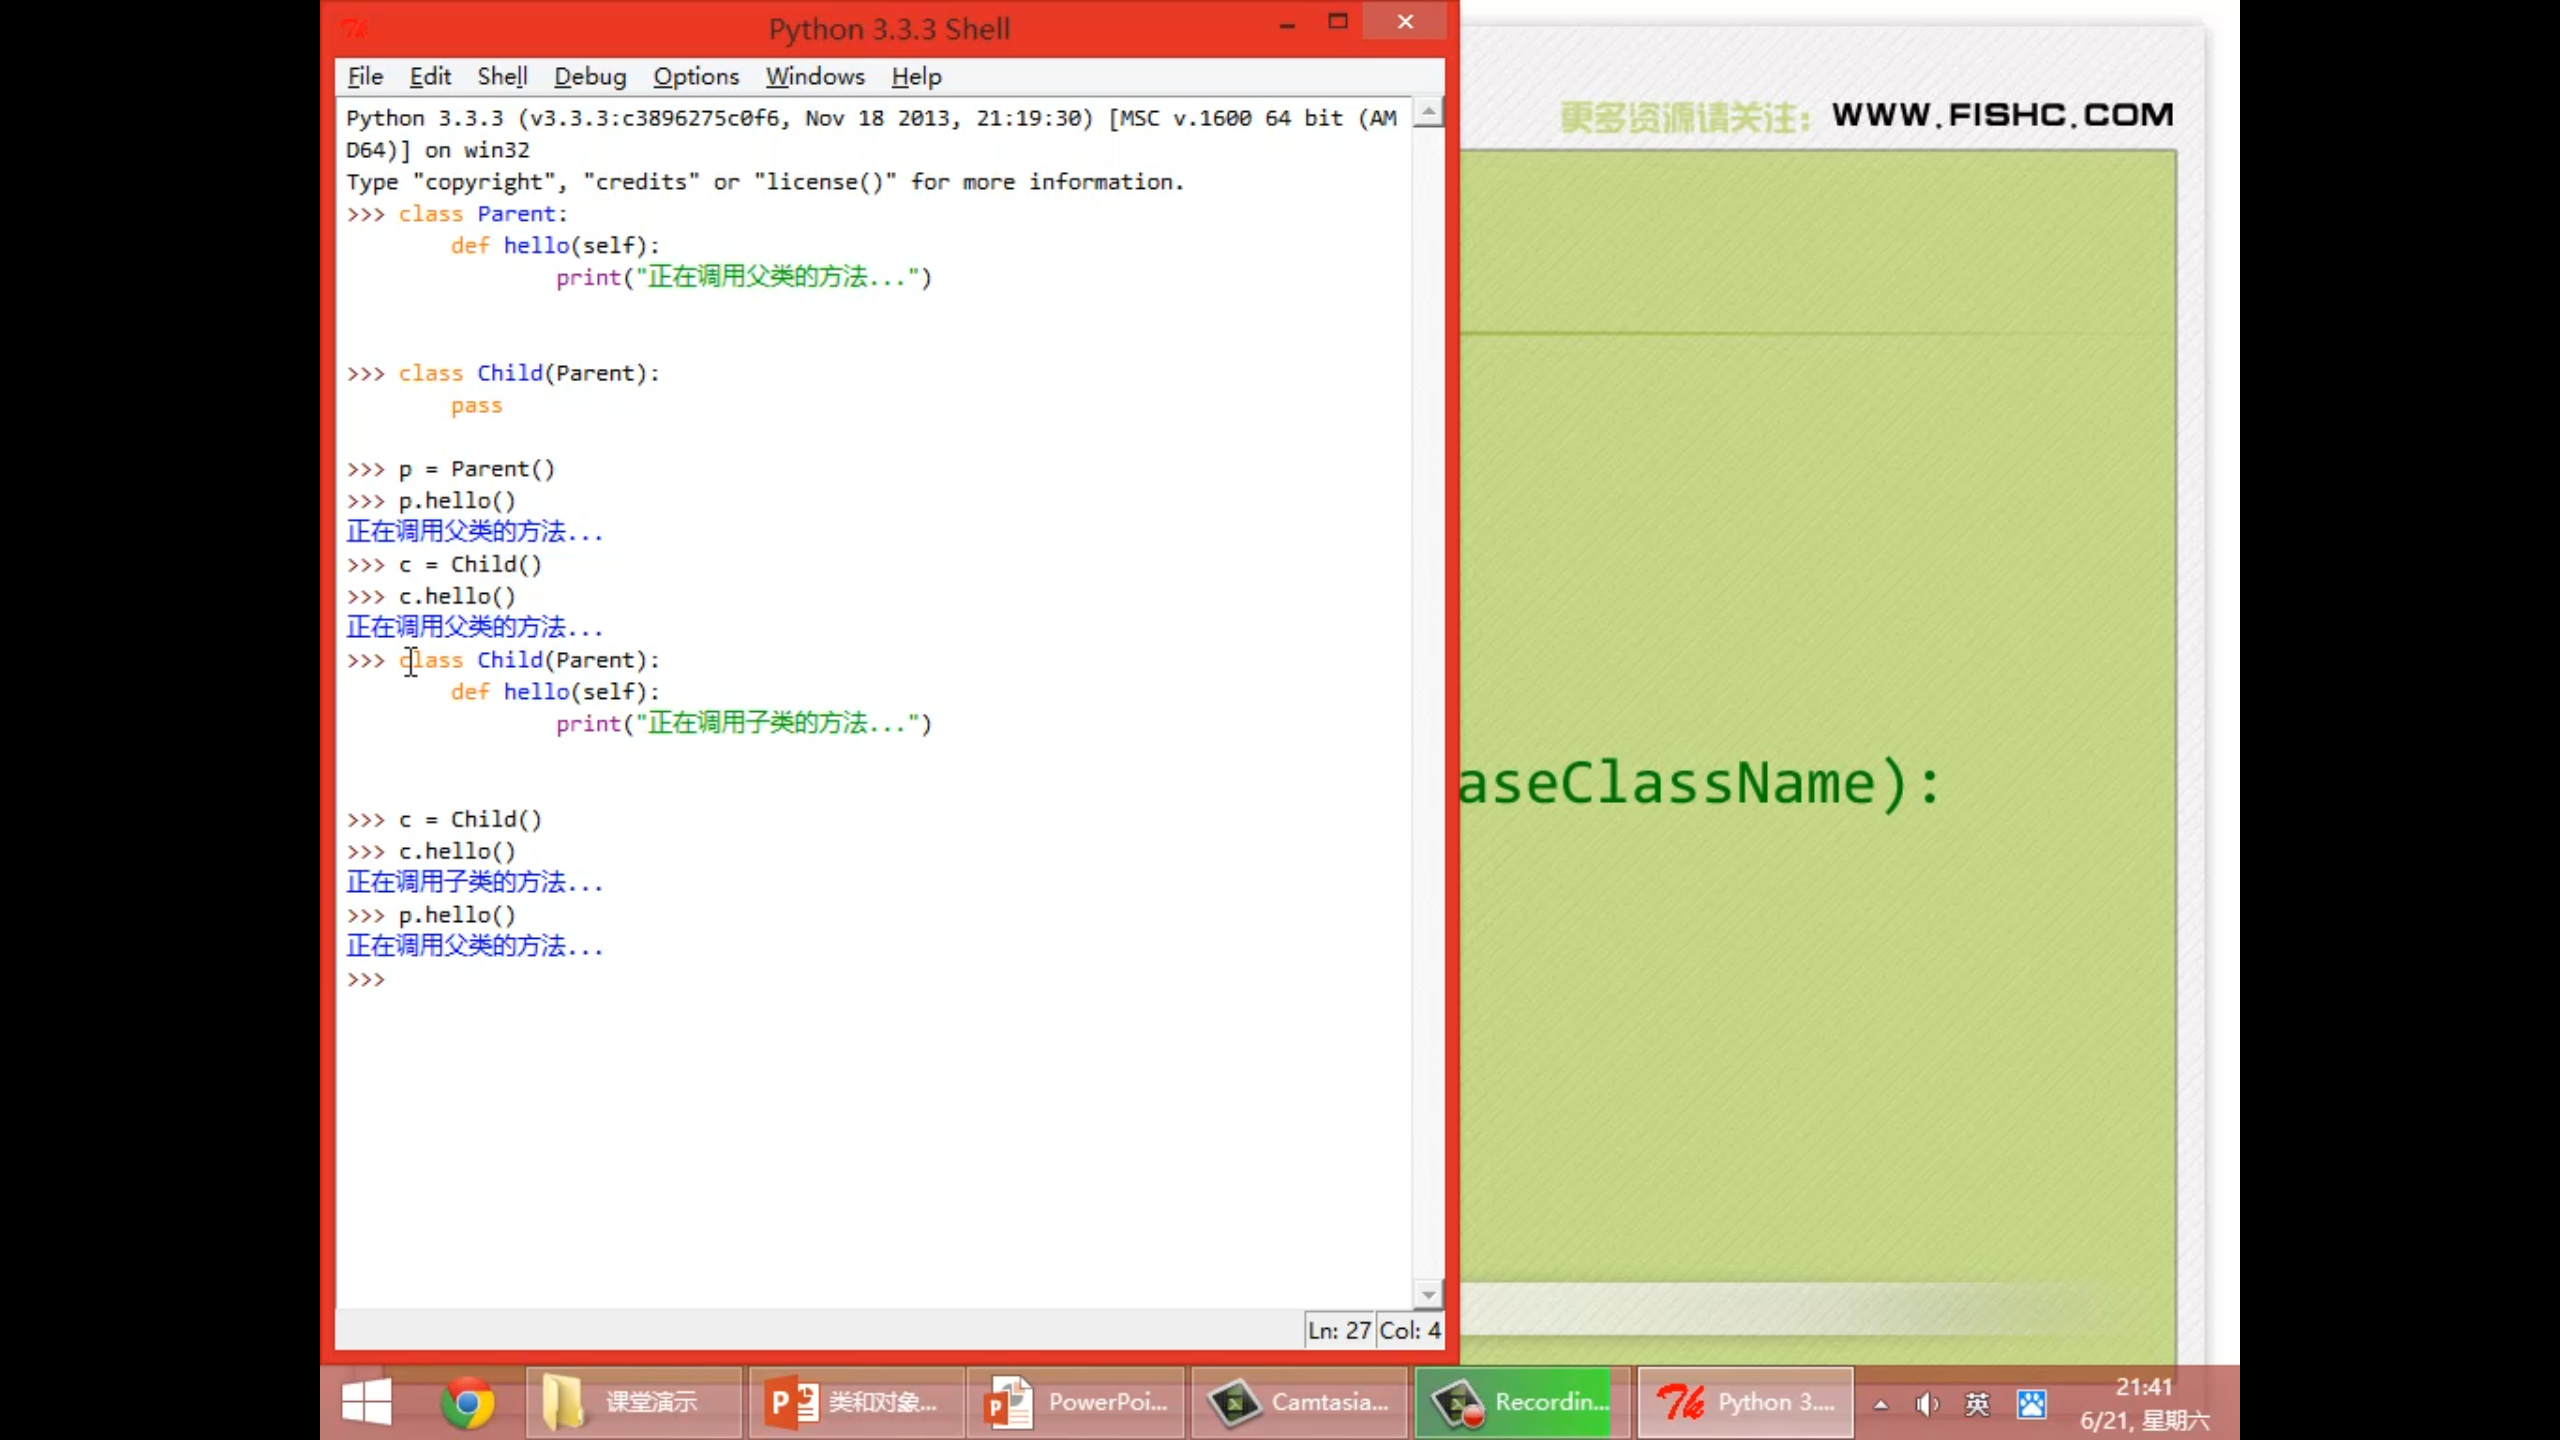 Python 3.3.3 Shell
File Edit Shell Debug Options Windows Help
Python 3.3.3 (v3.3.3:c3896275c0f6, Nov 18 2013, 21:19:30) [MSC v.1600 64 bit (AM
D64)] on win32
Type "copyright", "credits" or "license()" for more information.
>>> class Parent:
def hello(self):
print("正在调用父类的方法...")
>>> class Child(Parent):
pass
>>> p = Parent()
>>> p.hello()
正在调用父类的方法...
>>> c = Child()
>>> c.hello()
正在调用父类的方法...
>>> class Child(Parent):
def hello(self):
print("正在调用子类的方法...")
>>> c = Child()
>>> c.hello()
正在调用子类的方法...
>>> p.hello()
正在调用父类的方法...
>>>
Ln: 27 Col: 4
更多资源请关注: WWW.FISHC.COM
aseClassName):
课堂演示 类和对象... PowerPoi... Camtasia... Recordin... Python 3.... 英
21:41
6/21, 星期六